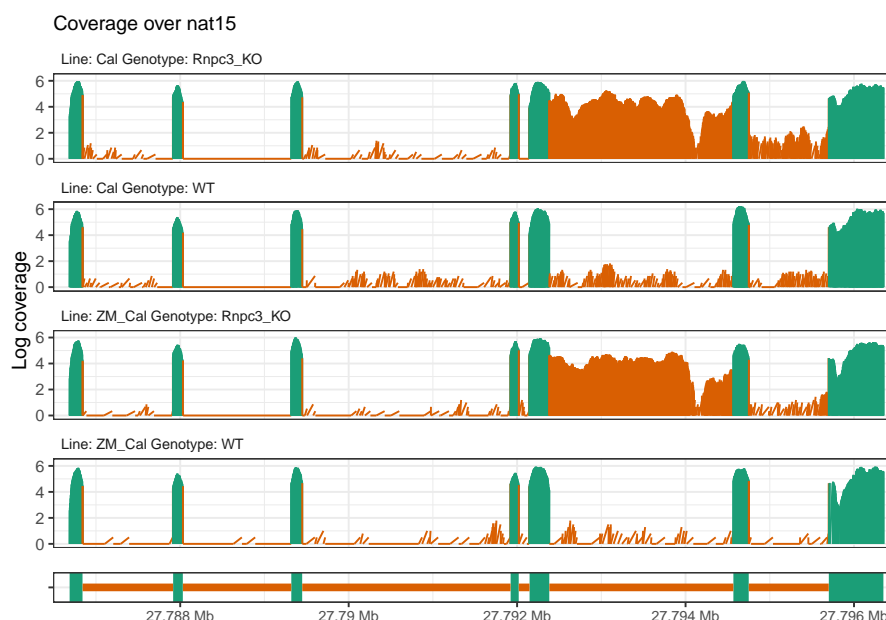 Coverage over nat15
Line: Cal Genotype: Rnpc3_KO
6
4
2
0
Line: Cal Genotype: WT
6
4
2
0
Line: ZM_Cal Genotype: Rnpc3_KO
6
4
2
0
Line: ZM_Cal Genotype: WT
6
4
2
0
Log coverage
27.788 Mb 27.79 Mb 27.792 Mb 27.794 Mb 27.796 Mb